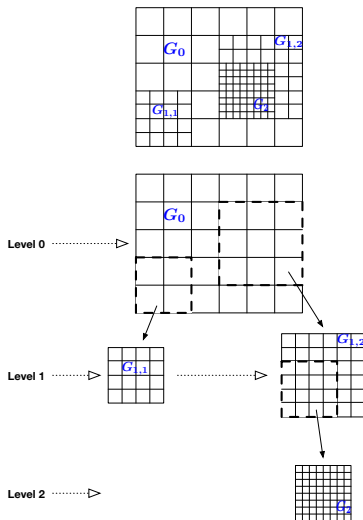 G0 G1,2
G1,1 G2
G0
Level 0
Level 1 G1,1 G1,2
Level 2 G2